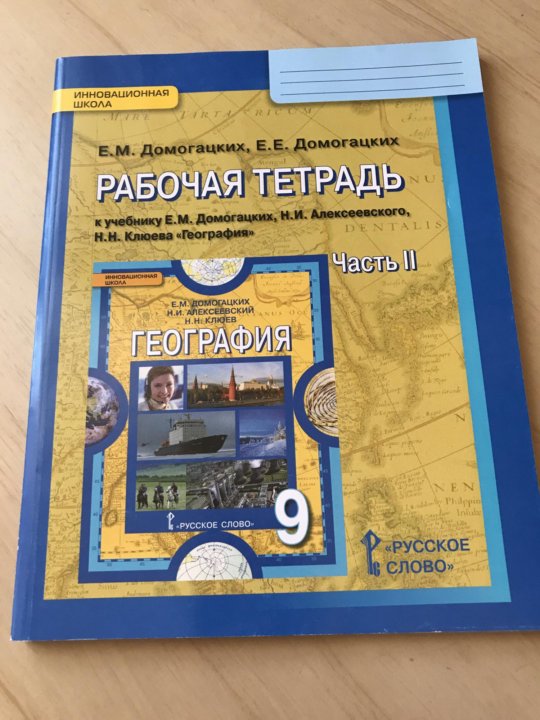 ИННОВАЦИОННАЯ
ШКОЛА
Е.М. Домогацких, Е.Е. Домогацких
РАБОЧАЯ ТЕТРАДЬ
к учебнику Е.М. Домогацких, Н.И. Алексеевского,
Н.Н. Клюева «География»
Часть II
ИННОВАЦИОННАЯ
ШКОЛА
Е.М. ДОМОГАЦКИХ
Н.И. АЛЕКСЕЕВСКИЙ
Н.Н. КЛЮЕВ
ГЕОГРАФИЯ
«РУССКОЕ СЛОВО»
9
«РУССКОЕ
СЛОВО»